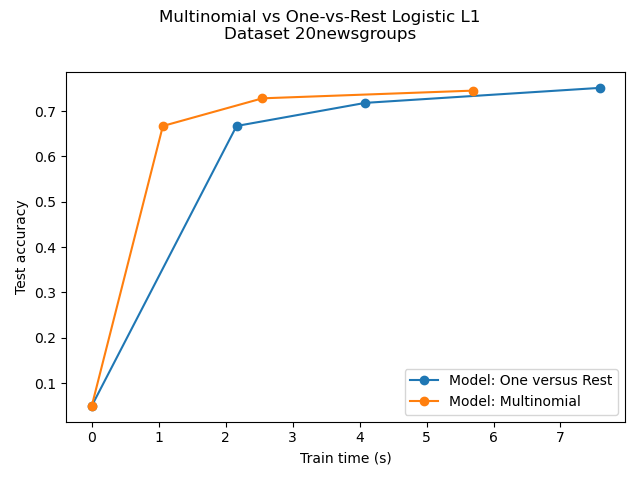 Multinomial vs One-vs-Rest Logistic L1
Dataset 20newsgroups
0.7
0.6
0.5
0.4
0.3
0.2
0.1
Test accuracy
Model: One versus Rest
Model: Multinomial
0 1 2 3 4 5 6 7
Train time (s)